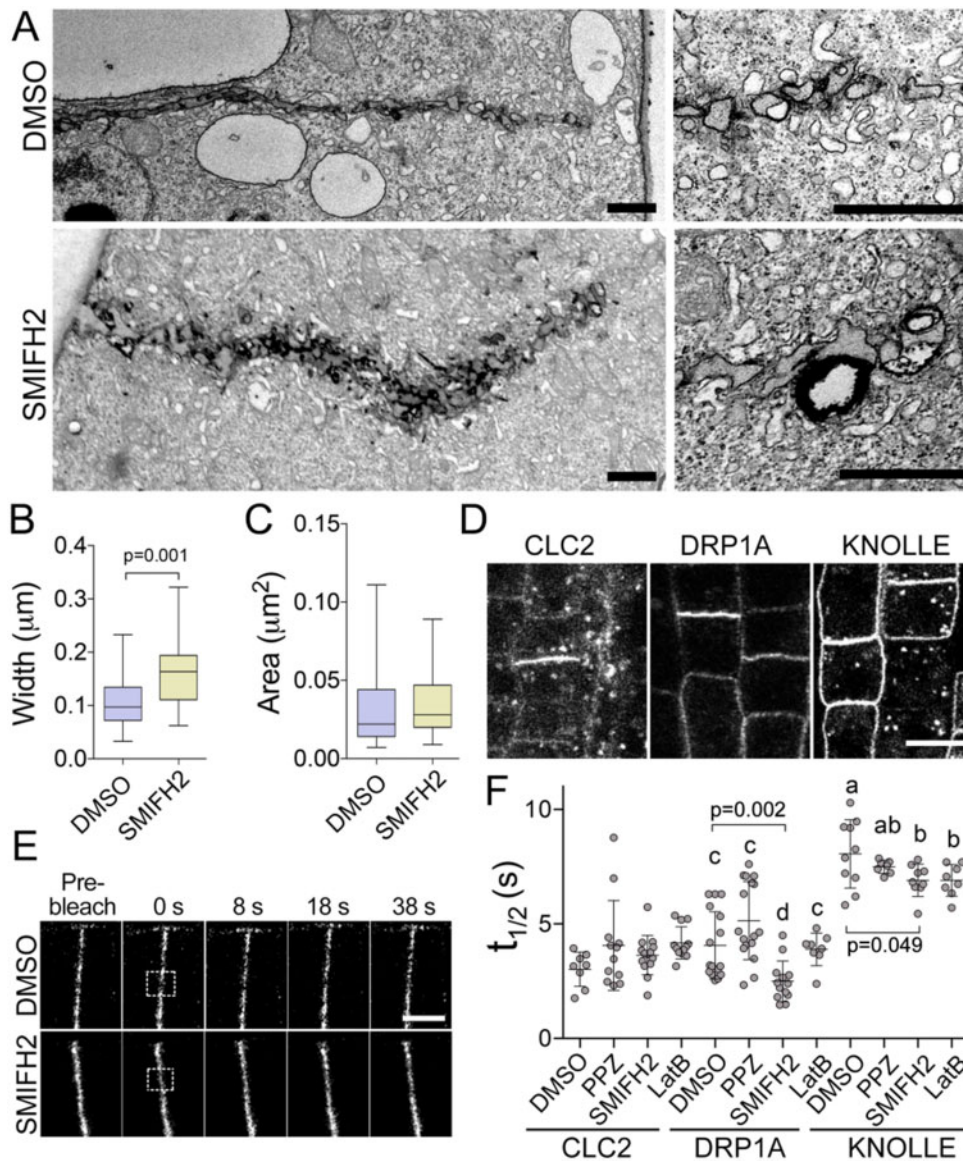 A
DMSO
SMIFH2
B
Width (μm)
0.4
0.3
0.2
0.1
0.0
p=0.001
DMSO
SMIFH2
C
Area (μm²)
0.15
0.10
0.05
0.00
DMSO
SMIFH2
D
CLC2 DRP1A KNOLLE
E
Pre-
bleach 0 s 8 s 18 s 38 s
DMSO
SMIFH2
F
t1/2 (s)
10
5
0
a
ab
b
b
p=0.002
c
c
d
c
p=0.049
DMSO PPZ SMIFH2 LatB DMSO PPZ SMIFH2 LatB DMSO PPZ SMIFH2 LatB
CLC2 DRP1A KNOLLE